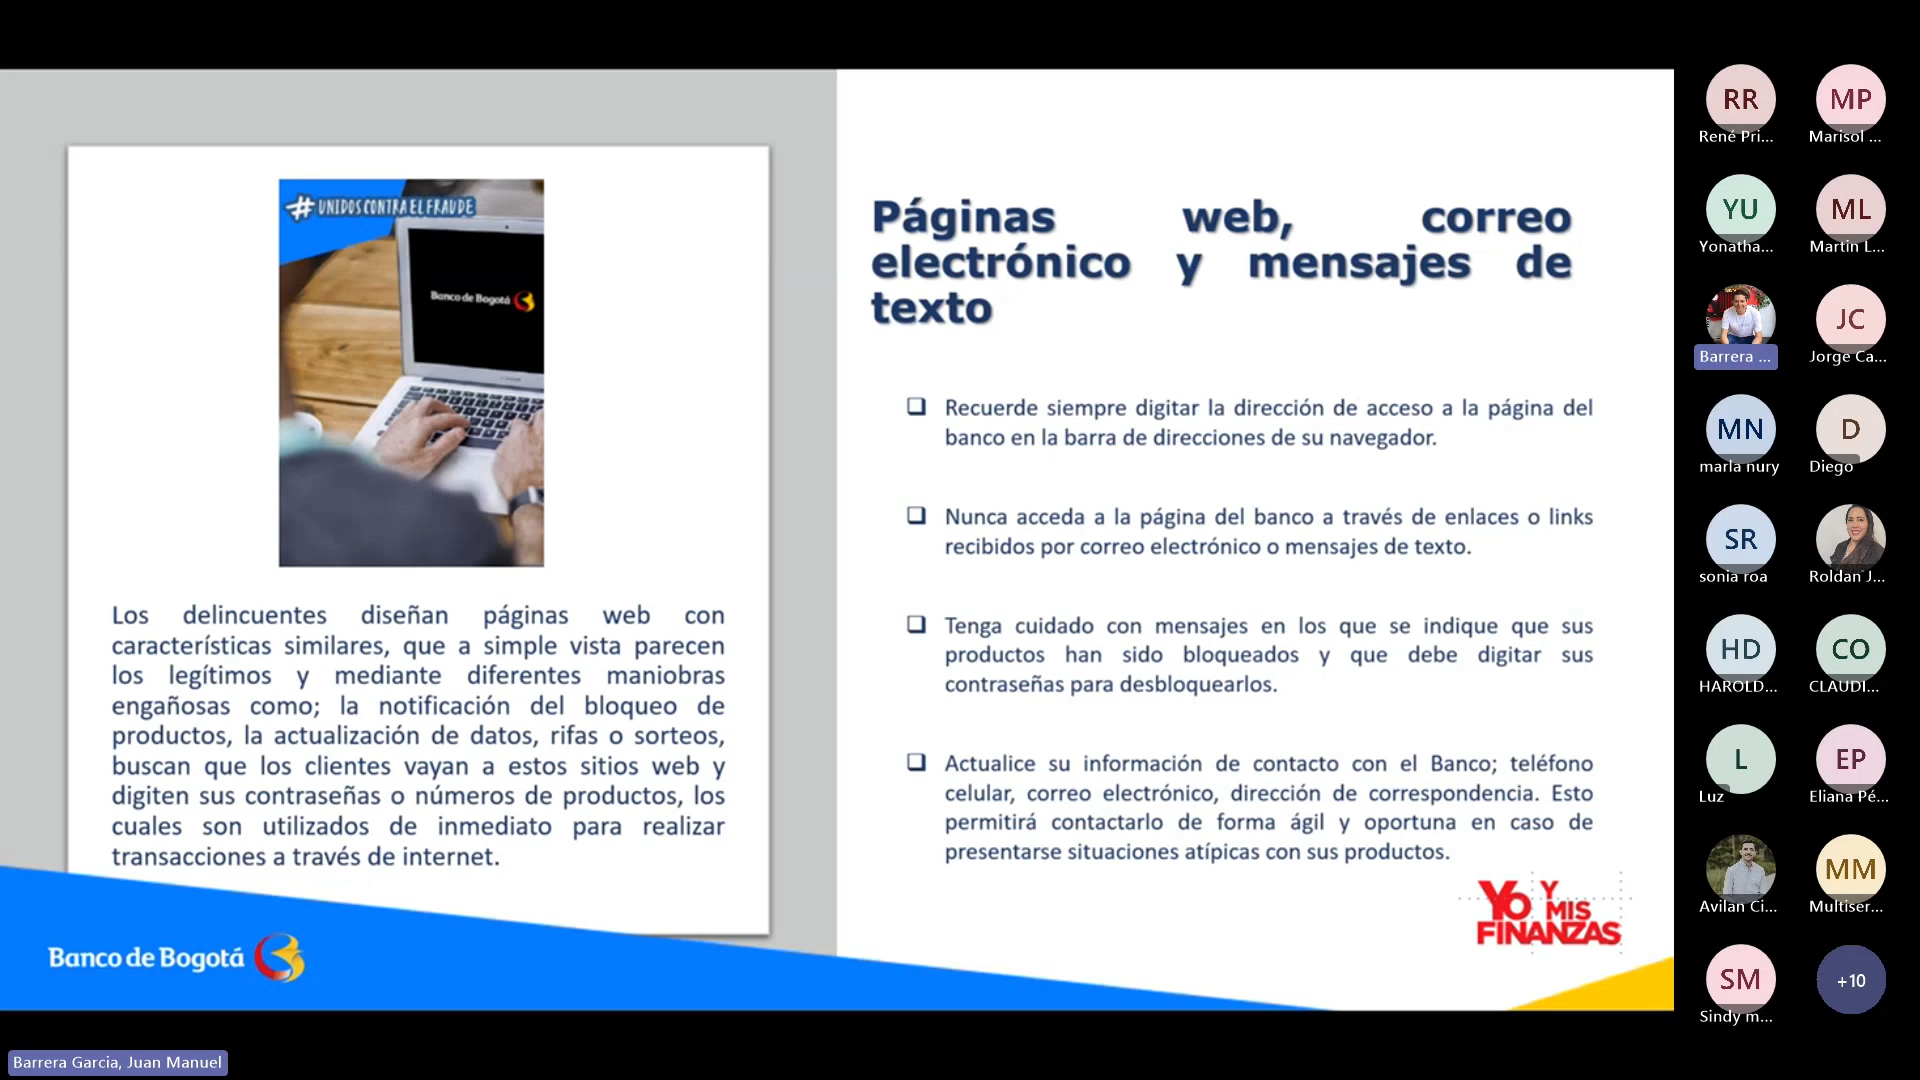 #UNIDOS CONTRA EL FRAUDE
Banco de Bogotá
Los delincuentes diseñan páginas web con
características similares, que a simple vista parecen
los legítimos y mediante diferentes maniobras
engañosas como; la notificación del bloqueo de
productos, la actualización de datos, rifas o sorteos,
buscan que los clientes vayan a estos sitios web y
digiten sus contraseñas o números de productos, los
cuales son utilizados de inmediato para realizar
transacciones a través de internet.
Banco de Bogotá
Páginas web, correo
electrónico y mensajes de
texto
❑ Recuerde siempre digitar la dirección de acceso a la página del
banco en la barra de direcciones de su navegador.
❑ Nunca acceda a la página del banco a través de enlaces o links
recibidos por correo electrónico o mensajes de texto.
❑ Tenga cuidado con mensajes en los que se indique que sus
productos han sido bloqueados y que debe digitar sus
contraseñas para desbloquearlos.
❑ Actualice su información de contacto con el Banco; teléfono
celular, correo electrónico, dirección de correspondencia. Esto
permitirá contactarlo de forma ágil y oportuna en caso de
presentarse situaciones atípicas con sus productos.
Yo Y
MIS
FINANZAS
RR MP
René Pri... Marisol ...
YU ML
Yonatha... Martin L...
JC
Barrera ... Jorge Ca...
MN D
marla nury Diego
SR
sonia roa Roldan J...
HD CO
HAROLD... CLAUDI...
L EP
Luz Eliana Pé...
MM
Avilan Ci... Multiser...
SM +10
Sindy m...
Barrera Garcia, Juan Manuel